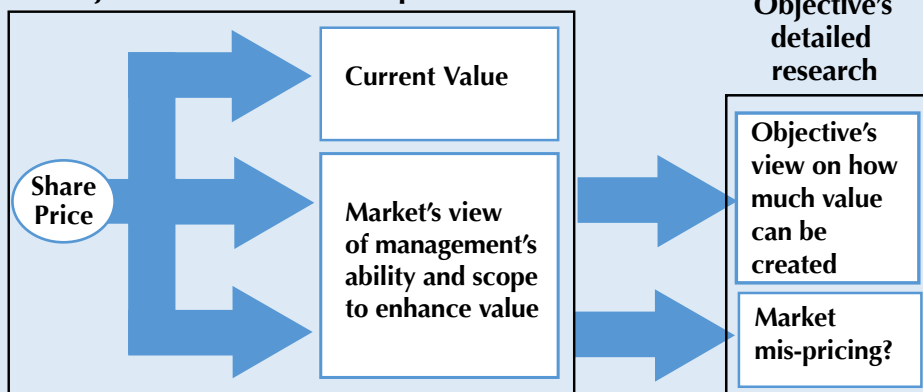 Objective's
detailed
research
Current Value
Share
Price
Market's view
of management's
ability and scope
to enhance value
Objective's
view on how
much value
can be
created
Market
mis-pricing?